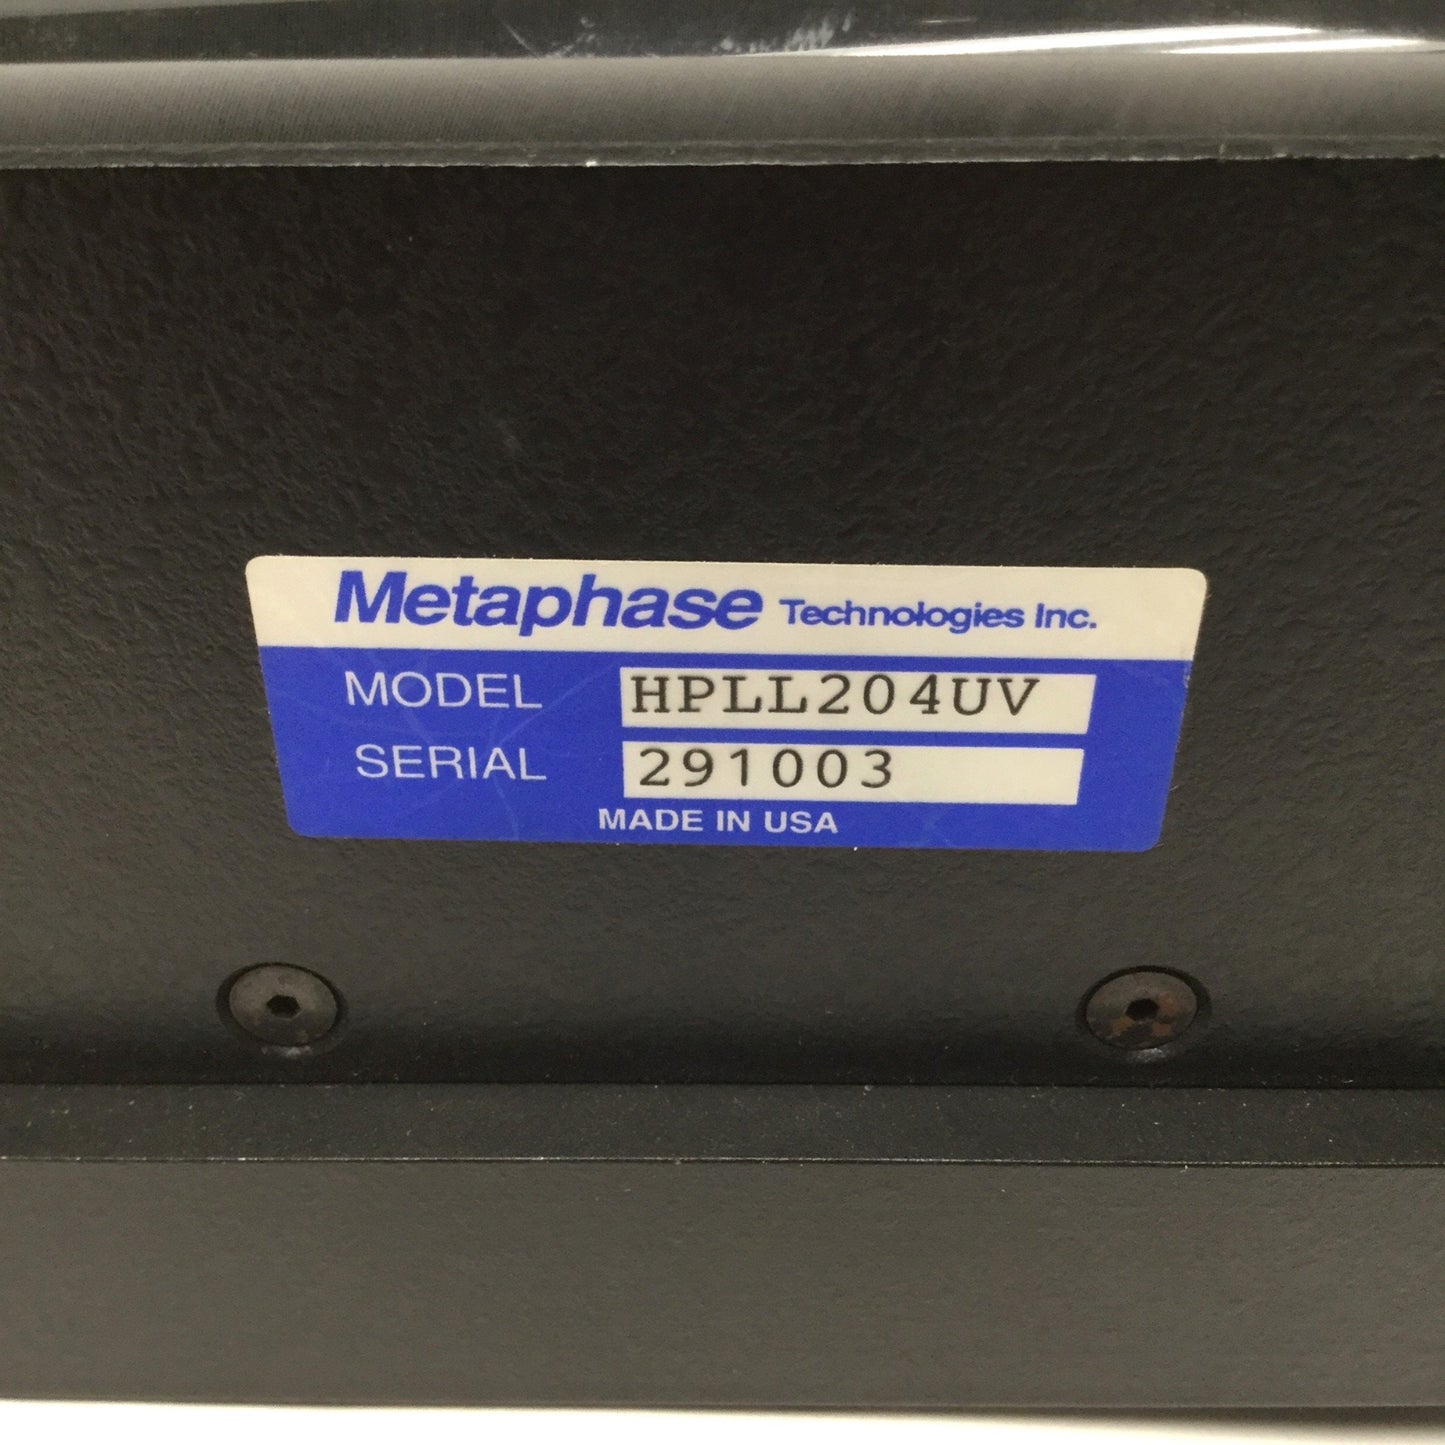 Metaphase Technologies Inc.
MODEL HPLL204UV
SERIAL 291003
MADE IN USA